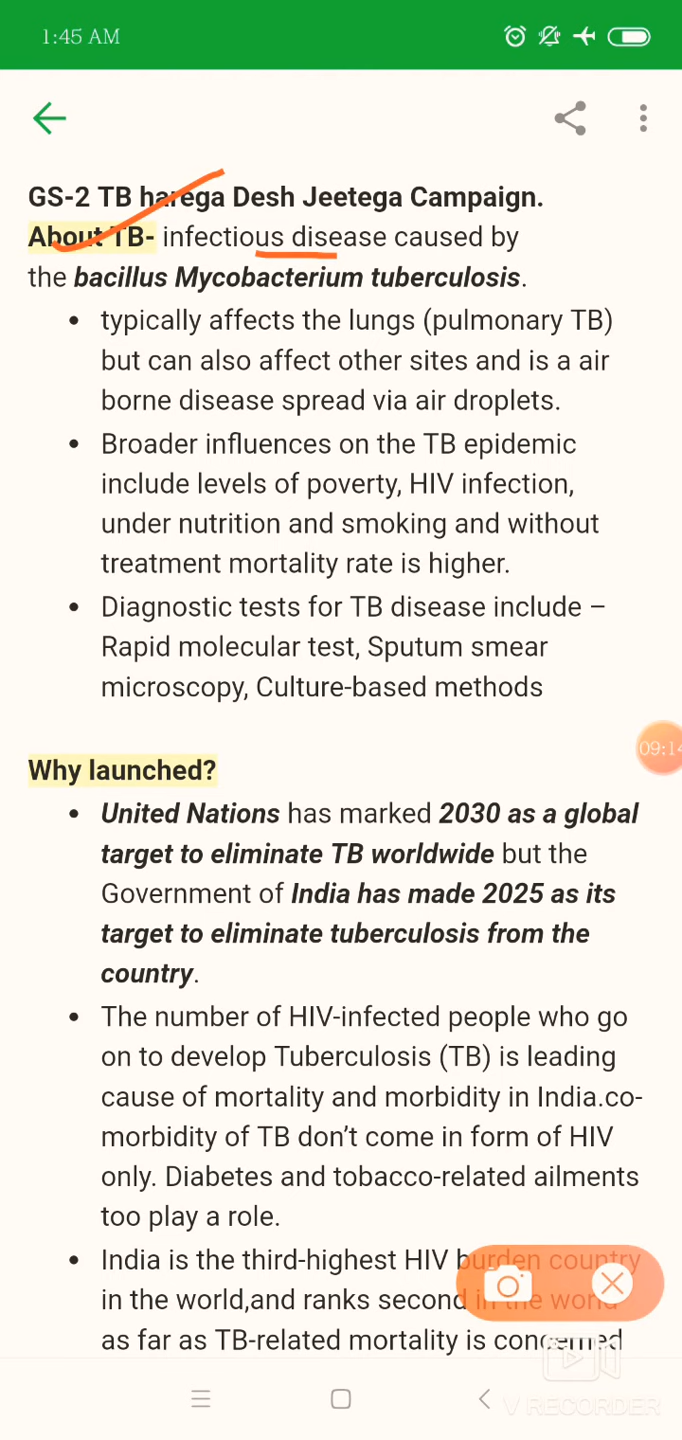 1:45 AM
GS-2 TB harega Desh Jeetega Campaign.
About TB- infectious disease caused by
the bacillus Mycobacterium tuberculosis.
• typically affects the lungs (pulmonary TB)
but can also affect other sites and is a air
borne disease spread via air droplets.
• Broader influences on the TB epidemic
include levels of poverty, HIV infection,
under nutrition and smoking and without
treatment mortality rate is higher.
• Diagnostic tests for TB disease include –
Rapid molecular test, Sputum smear
microscopy, Culture-based methods
09:14
Why launched?
• United Nations has marked 2030 as a global
target to eliminate TB worldwide but the
Government of India has made 2025 as its
target to eliminate tuberculosis from the
country.
• The number of HIV-infected people who go
on to develop Tuberculosis (TB) is leading
cause of mortality and morbidity in India.co-
morbidity of TB don’t come in form of HIV
only. Diabetes and tobacco-related ailments
too play a role.
• India is the third-highest HIV burden country
in the world,and ranks second in the world
as far as TB-related mortality is concerned
V RECORDER